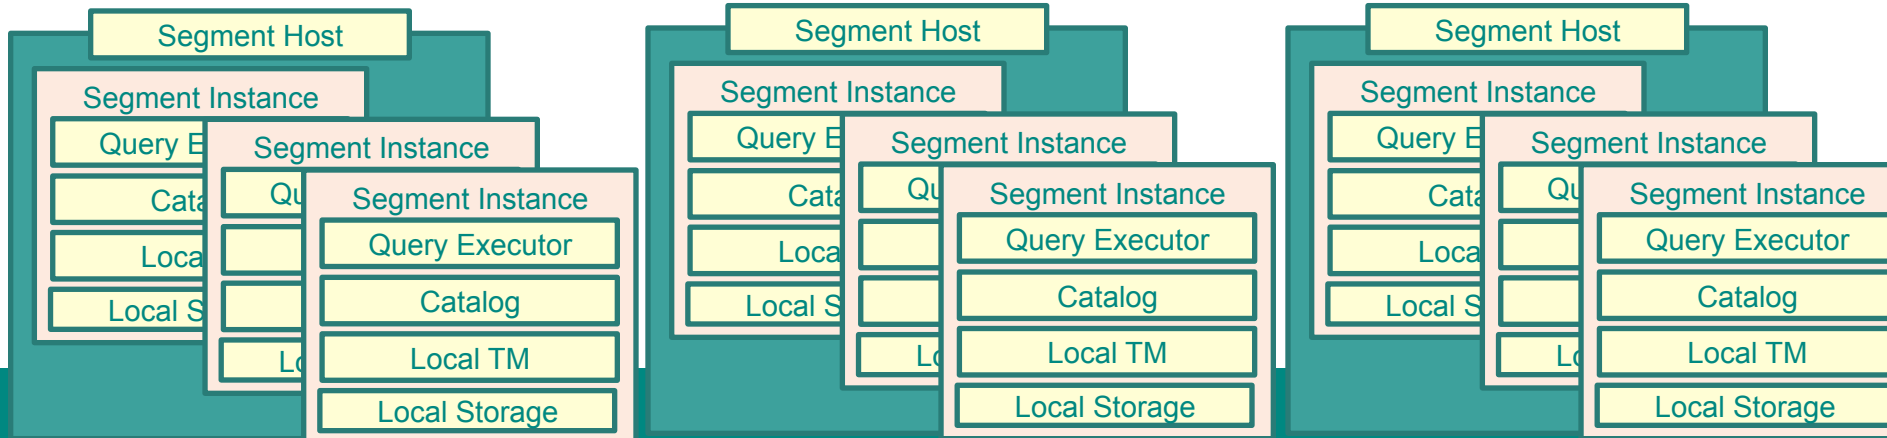 Segment Host
Segment Instance
Query E
Cata
Loca
Local S
Segment Instance
Qu
Lo
Segment Instance
Query Executor
Catalog
Local TM
Local Storage
Segment Host
Segment Instance
Query E
Cata
Loca
Local S
Segment Instance
Qu
Lo
Segment Instance
Query Executor
Catalog
Local TM
Local Storage
Segment Host
Segment Instance
Query E
Cata
Loca
Local S
Segment Instance
Qu
Lo
Segment Instance
Query Executor
Catalog
Local TM
Local Storage